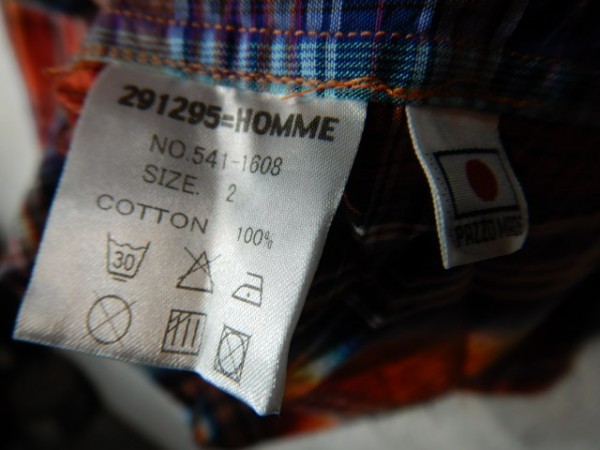 291295=HOMME
NO.541-1608
SIZE. 2
COTTON 100%
30